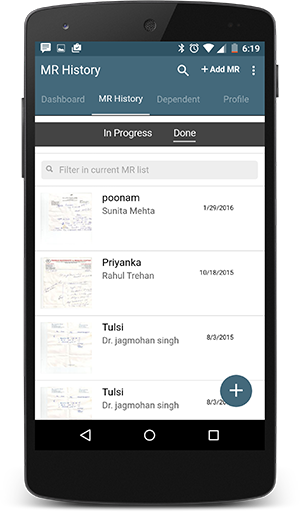 6:19
MR History
+ Add MR
Dashboard MR History Dependent Profile
In Progress Done
Filter in current MR list
poonam
Sunita Mehta 1/29/2016
Priyanka
Rahul Trehan 10/18/2015
Tulsi
Dr. jagmohan singh 8/3/2015
Tulsi
Dr. jagmohan singh 8/3/
+